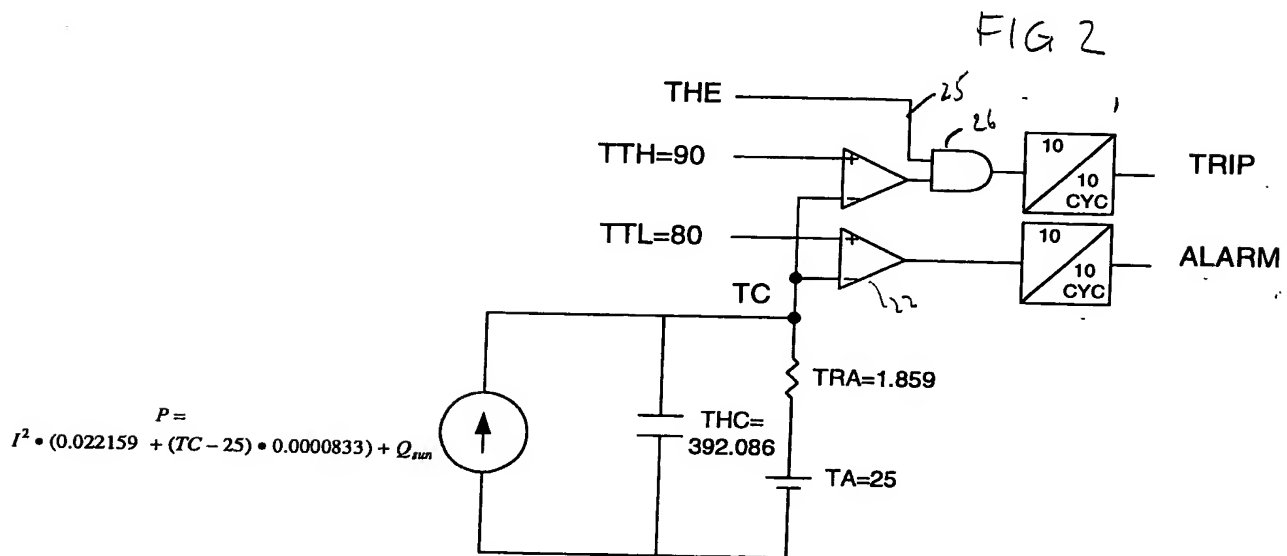 FIG 2
THE
25
26
TTH=90
+
−
10
10
CYC
TRIP
TTL=80
+
−
22
10
10
CYC
ALARM
TC
TRA=1.859
THC=
392.086
TA=25
P =
I² • (0.022159 + (TC − 25) • 0.0000833) + Qsun